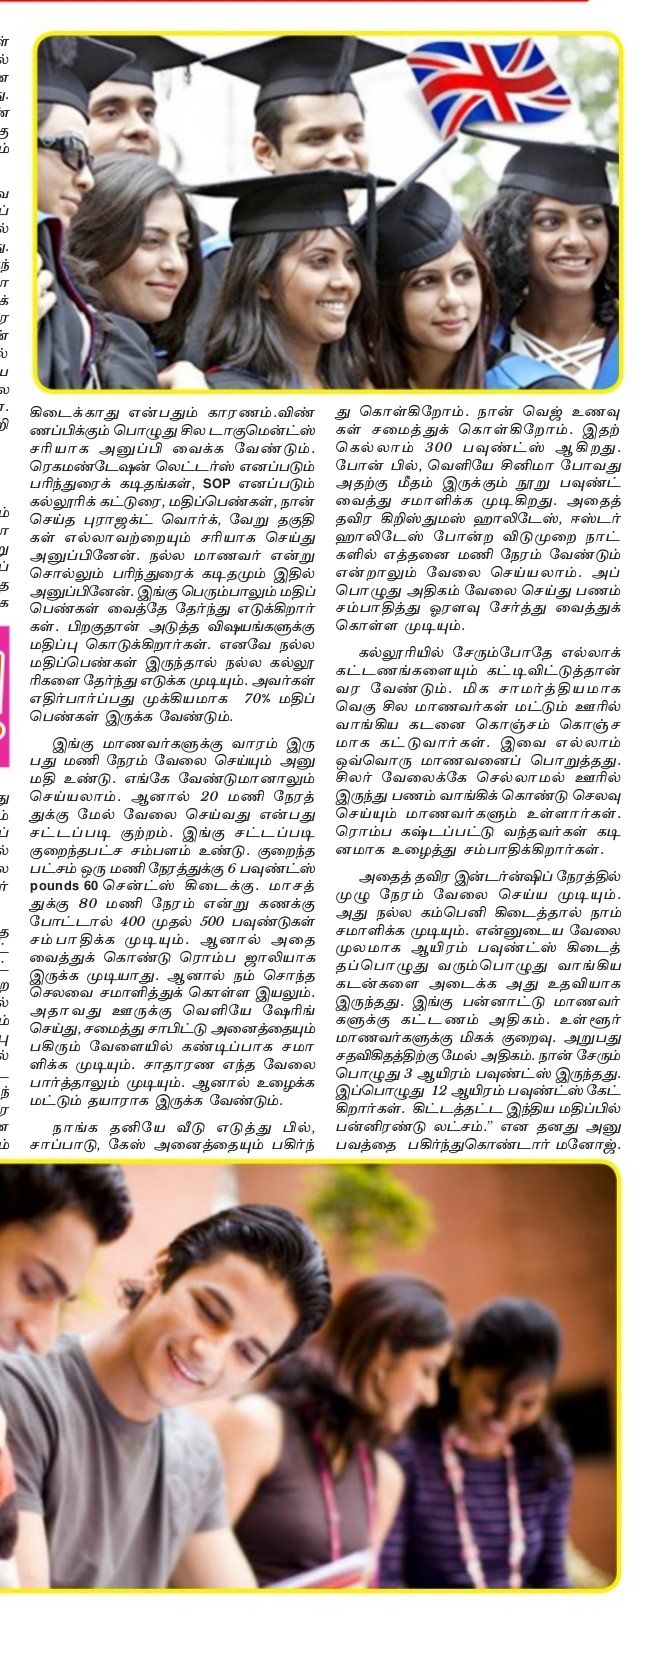 கிடைக்காது என்பதும் காரணம்.விண்
ணப்பிக்கும் பொழுது சில டாகுமென்ட்ஸ்
சரியாக அனுப்பி வைக்க வேண்டும்.
ரெகமண்டேஷன் லெட்டர்ஸ் எனப்படும்
பரிந்துரைக் கடிதங்கள், SOP எனப்படும்
கல்லூரிக் கட்டுரை, மதிப்பெண்கள், நான்
செய்த புராஜக்ட் வொர்க், வேறு தகுதி
கள் எல்லாவற்றையும் சரியாக செய்து
அனுப்பினேன். நல்ல மாணவர் என்று
சொல்லும் பரிந்துரைக் கடிதமும் இதில்
அனுப்பினேன். இங்கு பெரும்பாலும் மதிப்
பெண்கள் வைத்தே தேர்ந்து எடுக்கிறார்
கள். பிறகுதான் அடுத்த விஷயங்களுக்கு
மதிப்பு கொடுக்கிறார்கள். எனவே நல்ல
மதிப்பெண்கள் இருந்தால் நல்ல கல்லூ
ரிகளை தேர்ந்து எடுக்க முடியும். அவர்கள்
எதிர்பார்ப்பது முக்கியமாக 70% மதிப்
பெண்கள் இருக்க வேண்டும்.
இங்கு மாணவர்களுக்கு வாரம் இரு
பது மணி நேரம் வேலை செய்யும் அனு
மதி உண்டு. எங்கே வேண்டுமானாலும்
செய்யலாம். ஆனால் 20 மணி நேரத்
துக்கு மேல் வேலை செய்வது என்பது
சட்டப்படி குற்றம். இங்கு சட்டப்படி
குறைந்தபட்ச சம்பளம் உண்டு. குறைந்த
பட்சம் ஒரு மணி நேரத்துக்கு 6 பவுண்ட்ஸ்
pounds 60 சென்ட்ஸ் கிடைக்கு. மாசத்
துக்கு 80 மணி நேரம் என்று கணக்கு
போட்டால் 400 முதல் 500 பவுண்டுகள்
சம்பாதிக்க முடியும். ஆனால் அதை
வைத்துக் கொண்டு ரொம்ப ஜாலியாக
இருக்க முடியாது. ஆனால் நம் சொந்த
செலவை சமாளித்துக் கொள்ள இயலும்.
அதாவது ஊருக்கு வெளியே ஷேரிங்
செய்து, சமைத்து சாபிட்டு அனைத்தையும்
பகிரும் வேளையில் கண்டிப்பாக சமா
ளிக்க முடியும். சாதாரண எந்த வேலை
பார்த்தாலும் முடியும். ஆனால் உழைக்க
மட்டும் தயாராக இருக்க வேண்டும்.
நாங்க தனியே வீடு எடுத்து பில்,
சாப்பாடு, கேஸ் அனைத்தையும் பகிர்ந்
து கொள்கிறோம். நான் வெஜ் உணவு
கள் சமைத்துக் கொள்கிறோம். இதற்
கெல்லாம் 300 பவுண்ட்ஸ் ஆகிறது.
போன் பில், வெளியே சினிமா போவது
அதற்கு மீதம் இருக்கும் நூறு பவுண்ட்
வைத்து சமாளிக்க முடிகிறது. அதைத்
தவிர கிறிஸ்துமஸ் ஹாலிடேஸ், ஈஸ்டர்
ஹாலிடேஸ் போன்ற விடுமுறை நாட்
களில் எத்தனை மணி நேரம் வேண்டும்
என்றாலும் வேலை செய்யலாம். அப்
பொழுது அதிகம் வேலை செய்து பணம்
சம்பாதித்து ஓரளவு சேர்த்து வைத்துக்
கொள்ள முடியும்.
கல்லூரியில் சேரும்போதே எல்லாக்
கட்டணங்களையும் கட்டிவிட்டுத்தான்
வர வேண்டும். மிக சாமர்த்தியமாக
வெகு சில மாணவர்கள் மட்டும் ஊரில்
வாங்கிய கடனை கொஞ்சம் கொஞ்ச
மாக கட்டுவார்கள். இவை எல்லாம்
ஒவ்வொரு மாணவனைப் பொறுத்தது.
சிலர் வேலைக்கே செல்லாமல் ஊரில்
இருந்து பணம் வாங்கிக் கொண்டு செலவு
செய்யும் மாணவர்களும் உள்ளார்கள்.
ரொம்ப கஷ்டப்பட்டு வந்தவர்கள் கடி
னமாக உழைத்து சம்பாதிக்கிறார்கள்.
அதைத் தவிர இன்டர்ன்ஷிப் நேரத்தில்
முழு நேரம் வேலை செய்ய முடியும்.
அது நல்ல கம்பெனி கிடைத்தால் நாம்
சமாளிக்க முடியும். என்னுடைய வேலை
முலமாக ஆயிரம் பவுண்ட்ஸ் கிடைத்
தப்பொழுது வரும்பொழுது வாங்கிய
கடன்களை அடைக்க அது உதவியாக
இருந்தது. இங்கு பன்னாட்டு மாணவர்
களுக்கு கட்டணம் அதிகம். உள்ளூர்
மாணவர்களுக்கு மிகக் குறைவு. அறுபது
சதவிகிதத்திற்கு மேல் அதிகம். நான் சேரும்
பொழுது 3 ஆயிரம் பவுண்ட்ஸ் இருந்தது.
இப்பொழுது 12 ஆயிரம் பவுண்ட்ஸ் கேட்
கிறார்கள். கிட்டத்தட்ட இந்திய மதிப்பில்
பன்னிரண்டு லட்சம்.” என தனது அனு
பவத்தை பகிர்ந்துகொண்டார் மனோஜ்.